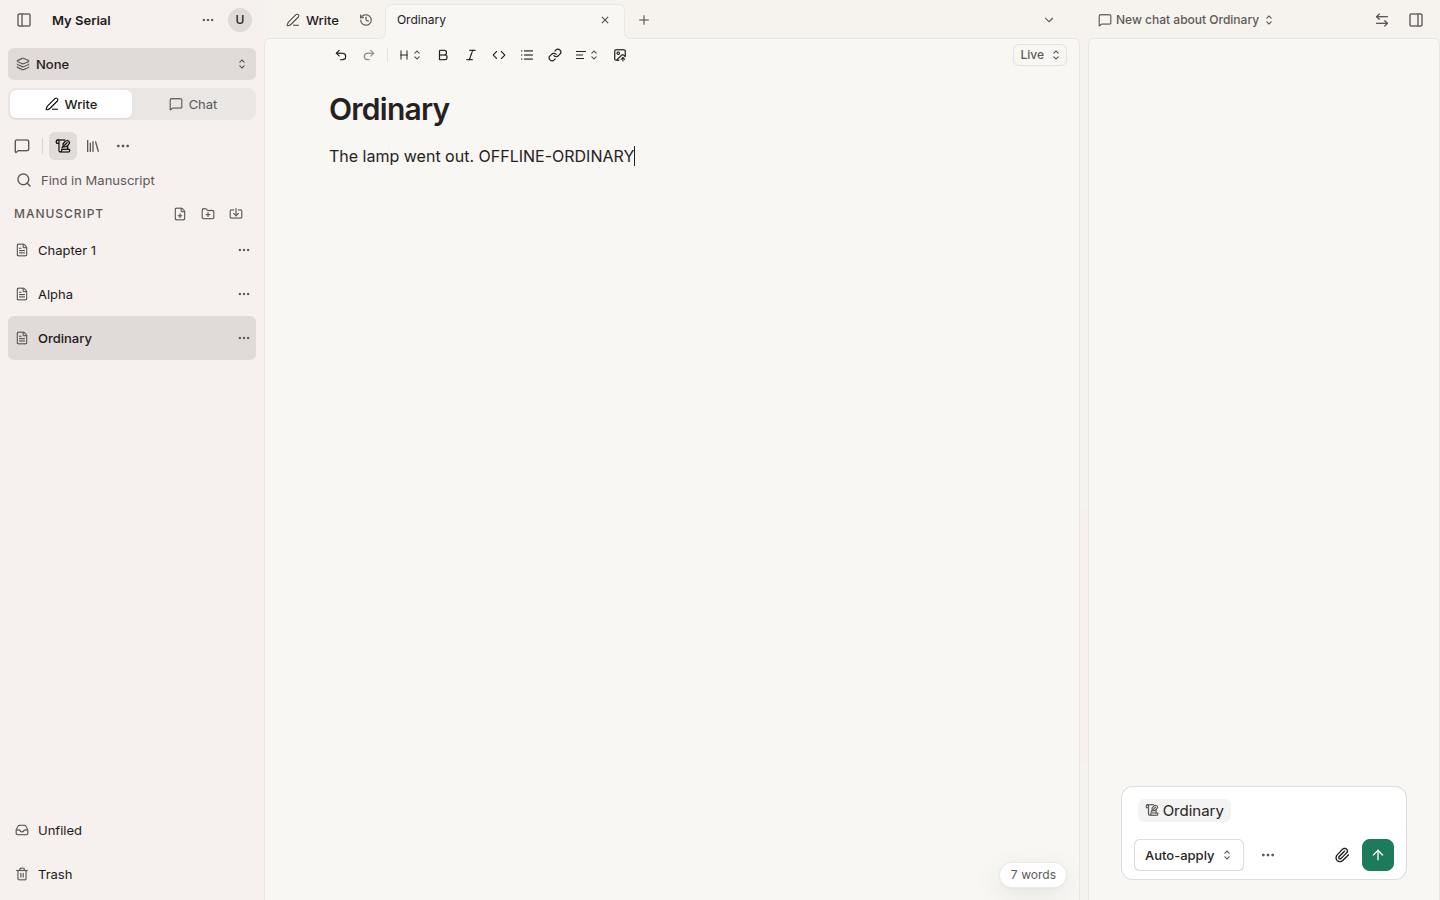 My Serial
U
None
Write
Chat
Find in Manuscript
MANUSCRIPT
Chapter 1
Alpha
Ordinary
Unfiled
Trash
Write
Ordinary
H
B
I
Live
Ordinary
The lamp went out. OFFLINE-ORDINARY
7 words
New chat about Ordinary
Ordinary
Auto-apply